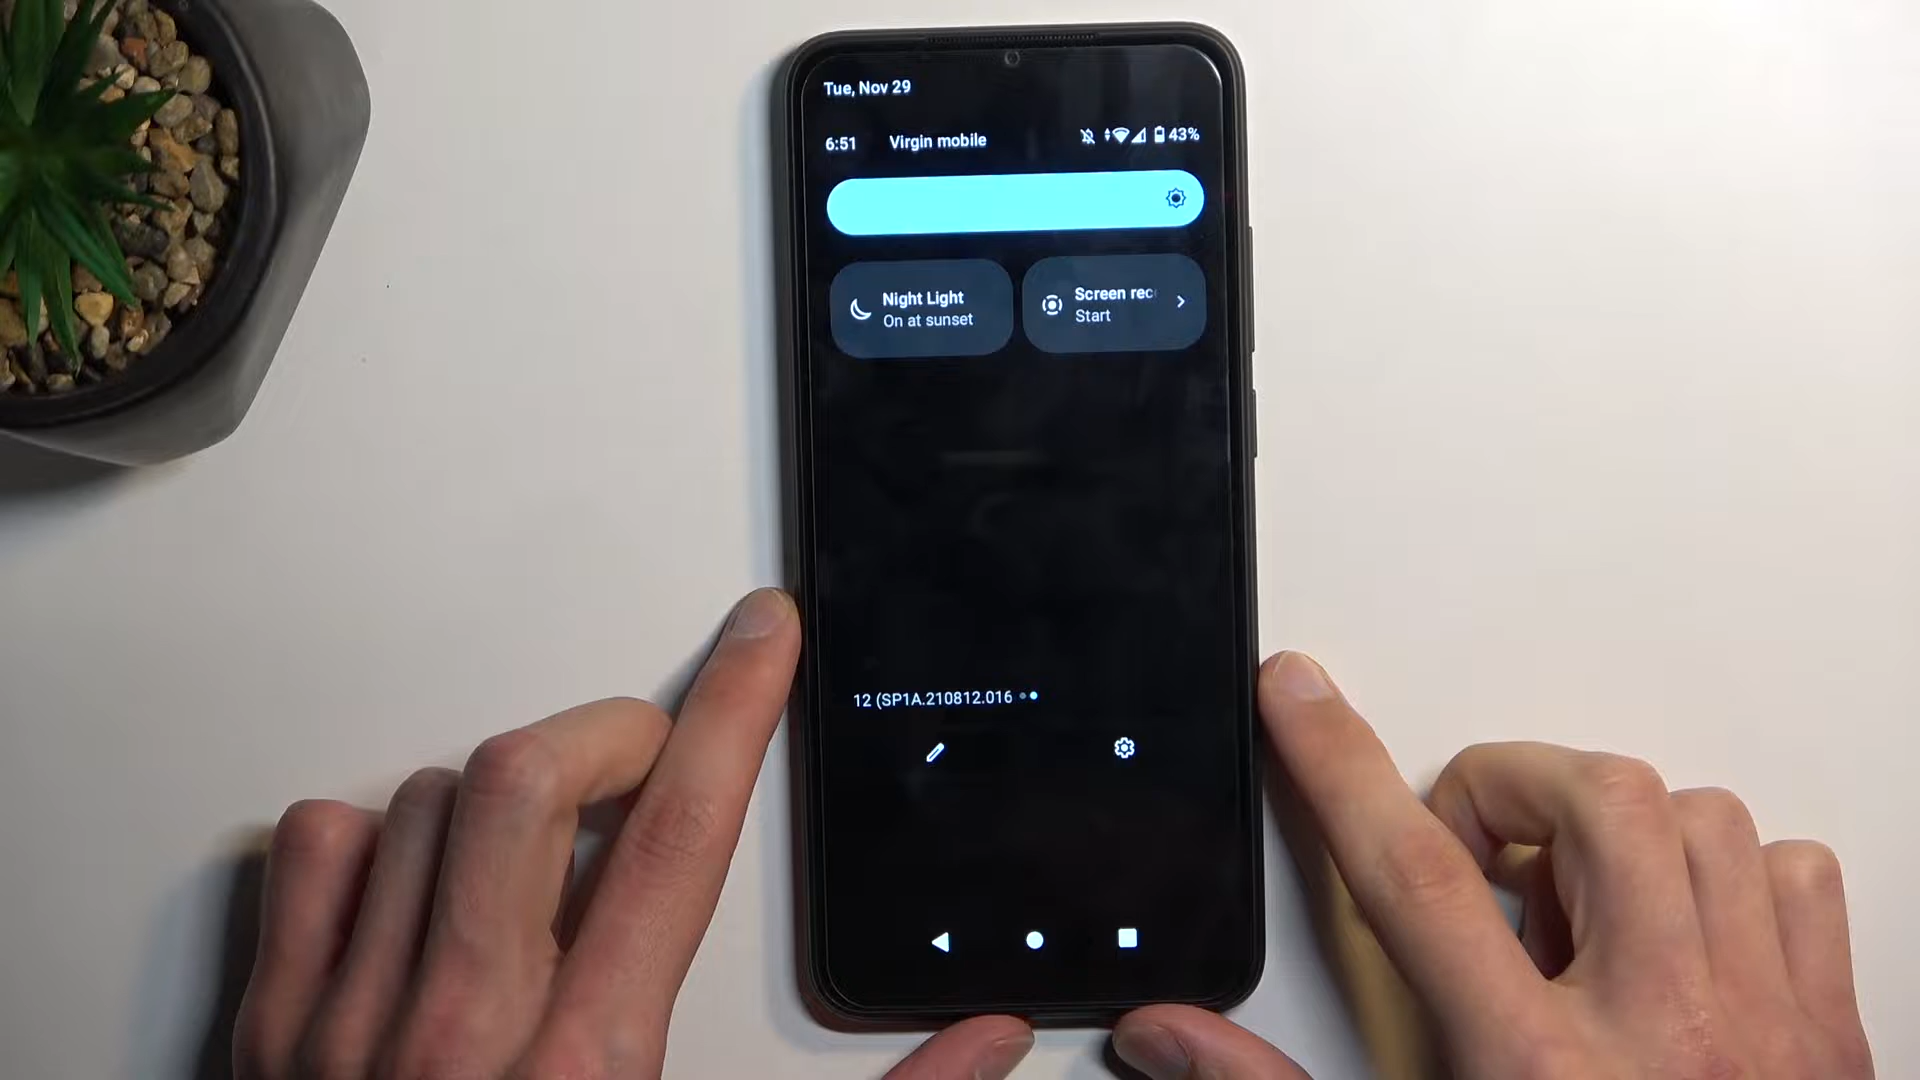 Tue, Nov 29
6:51 Virgin mobile 43%
Night Light
On at sunset
Screen rec
Start
12 (SP1A.210812.016